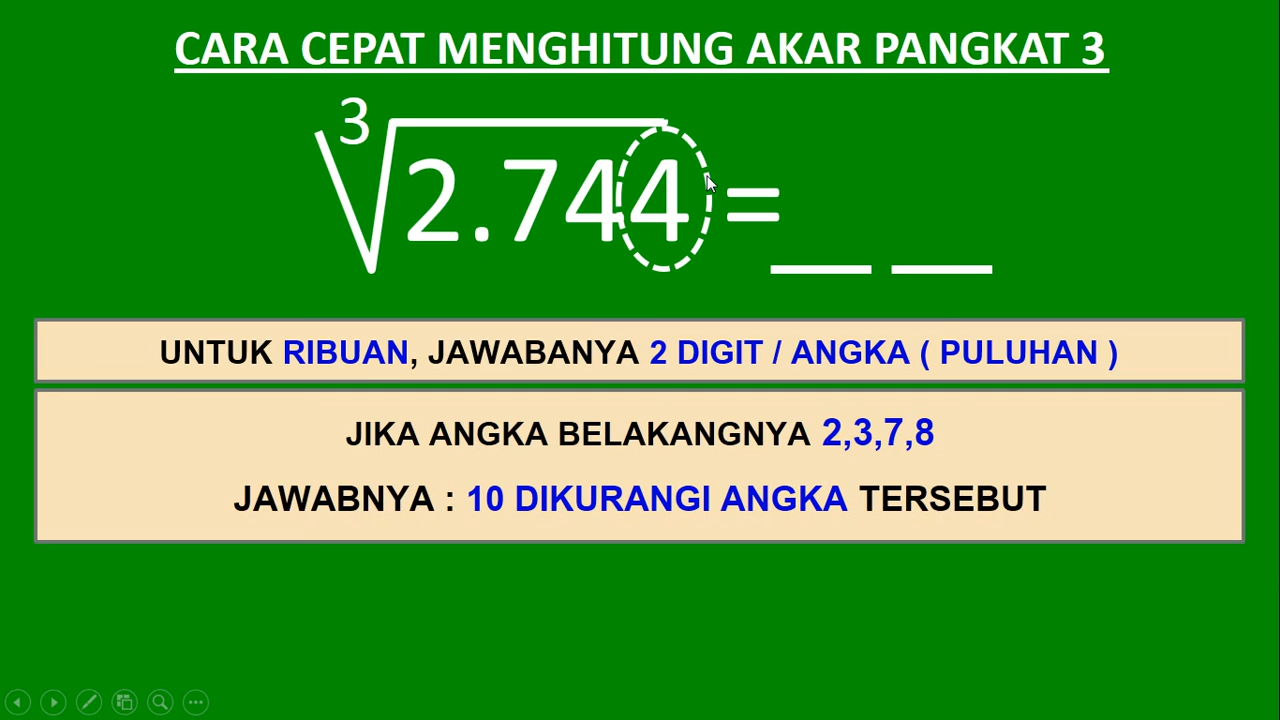 CARA CEPAT MENGHITUNG AKAR PANGKAT 3
3
√2.744 = __ __
UNTUK RIBUAN, JAWABANYA 2 DIGIT / ANGKA ( PULUHAN )
JIKA ANGKA BELAKANGNYA 2,3,7,8
JAWABNYA : 10 DIKURANGI ANGKA TERSEBUT